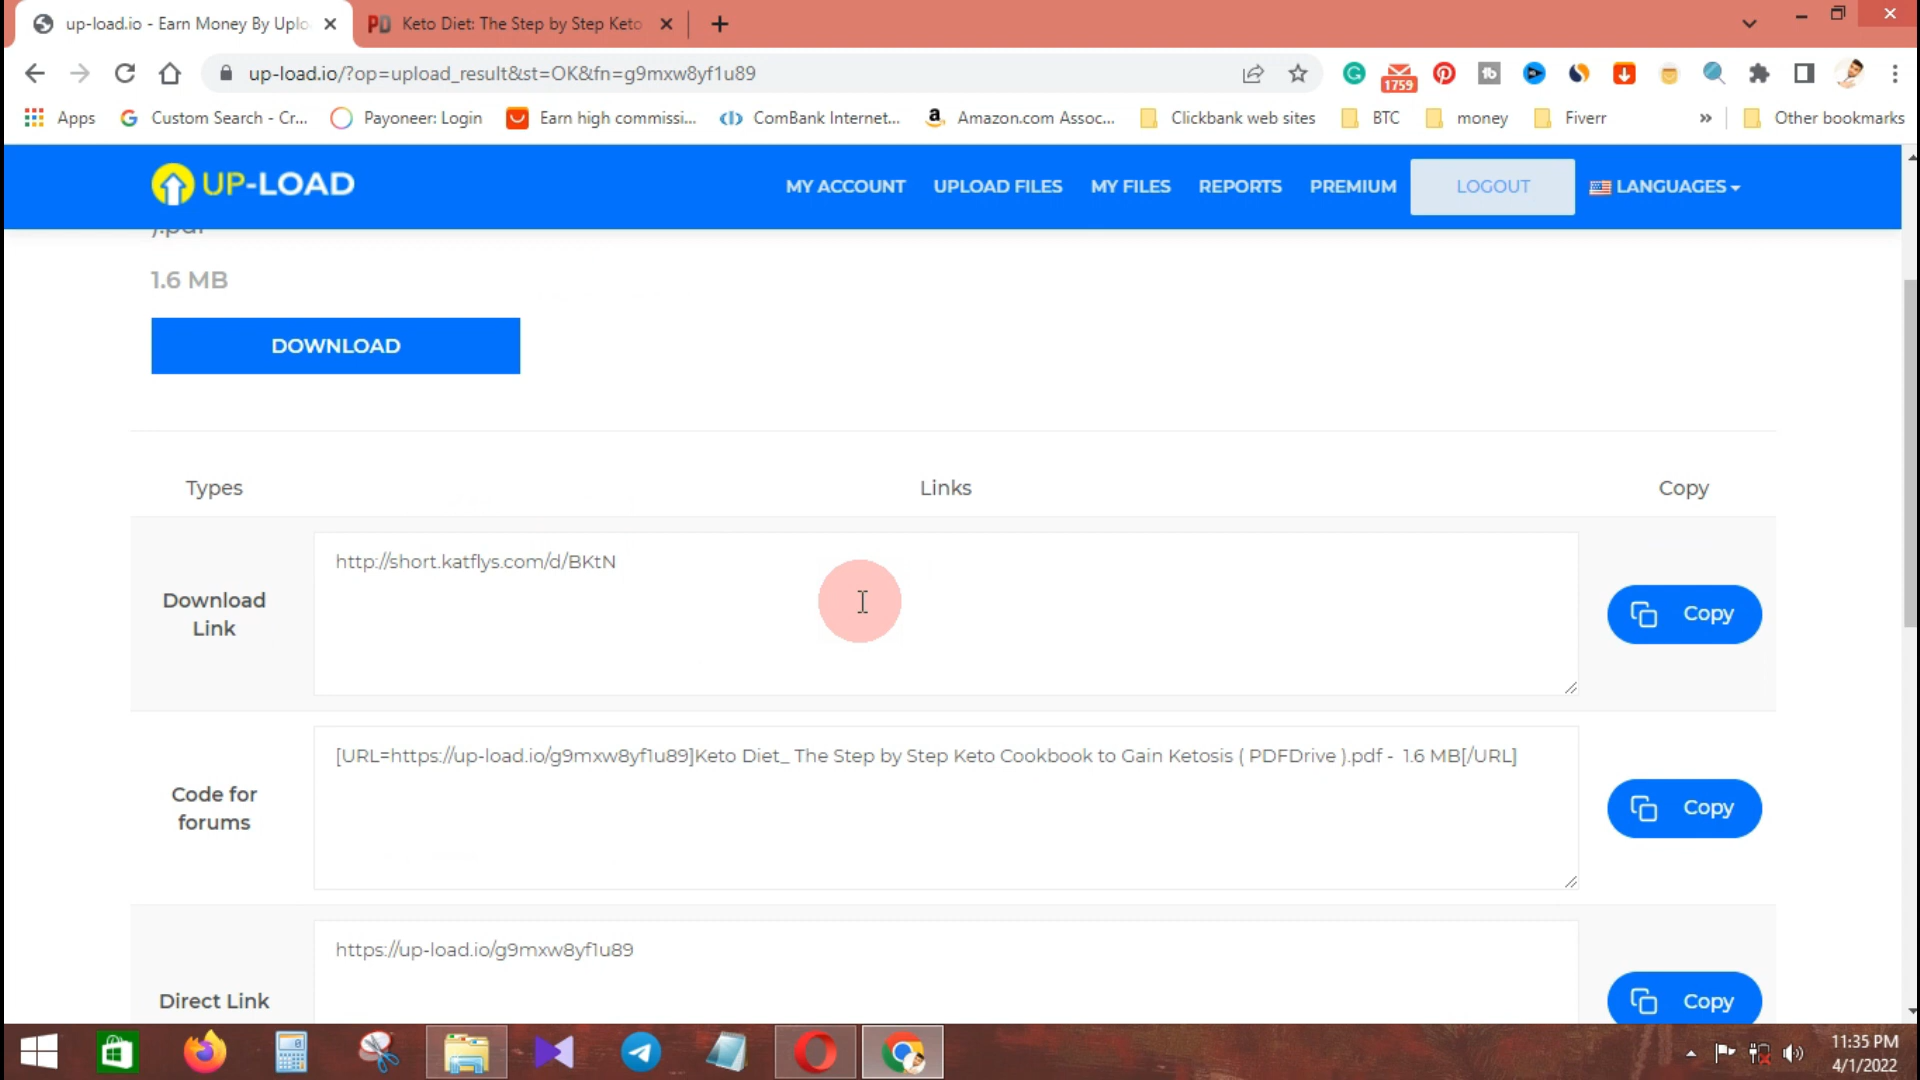 up-load.io - Earn Money By Uplo
Keto Diet: The Step by Step Keto
up-load.io/?op=upload_result&st=OK&fn=g9mxw8yf1u89
1759
Apps
Custom Search - Cr...
Payoneer: Login
Earn high commissi...
ComBank Internet...
Amazon.com Assoc...
Clickbank web sites
BTC
money
Fiverr
Other bookmarks
UP-LOAD
MY ACCOUNT
UPLOAD FILES
MY FILES
REPORTS
PREMIUM
LOGOUT
LANGUAGES
).pdf
1.6 MB
DOWNLOAD
Types
Links
Copy
Download
Link
http://short.katflys.com/d/BKtN
Copy
Code for
forums
[URL=https://up-load.io/g9mxw8yf1u89]Keto Diet_ The Step by Step Keto Cookbook to Gain Ketosis ( PDFDrive ).pdf - 1.6 MB[/URL]
Copy
Direct Link
https://up-load.io/g9mxw8yf1u89
Copy
11:35 PM
4/1/2022